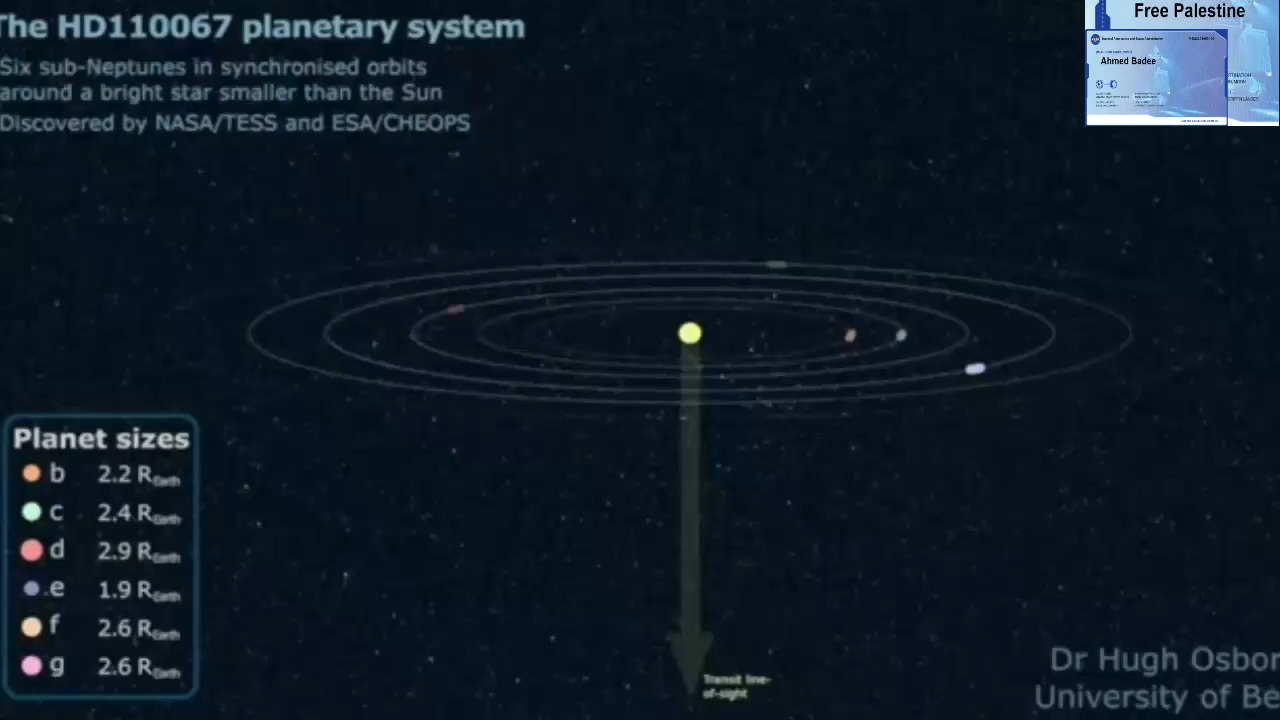 The HD110067 planetary system
Six sub-Neptunes in synchronised orbits
around a bright star smaller than the Sun
Discovered by NASA/TESS and ESA/CHEOPS
Free Palestine
Ahmed Badee
Planet sizes
b 2.2 REarth
c 2.4 REarth
d 2.9 REarth
e 1.9 REarth
f 2.6 REarth
g 2.6 REarth
Transit line-
of-sight
Dr Hugh Osbor
University of Be